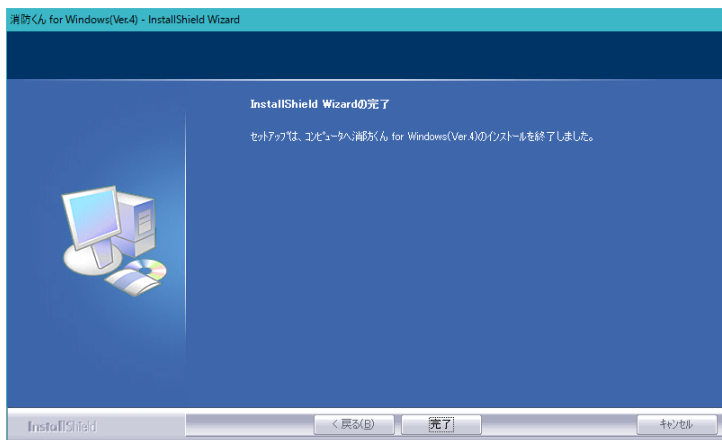 消防くん for Windows(Ver.4) - InstallShield Wizard
InstallShield Wizardの完了
ｾｯﾄｱｯﾌﾟは、ｺﾝﾋﾟｭｰﾀへ消防くん for Windows(Ver.4)のｲﾝｽﾄｰﾙを終了しました。
InstallShield
< 戻る(B)
完了
ｷｬﾝｾﾙ